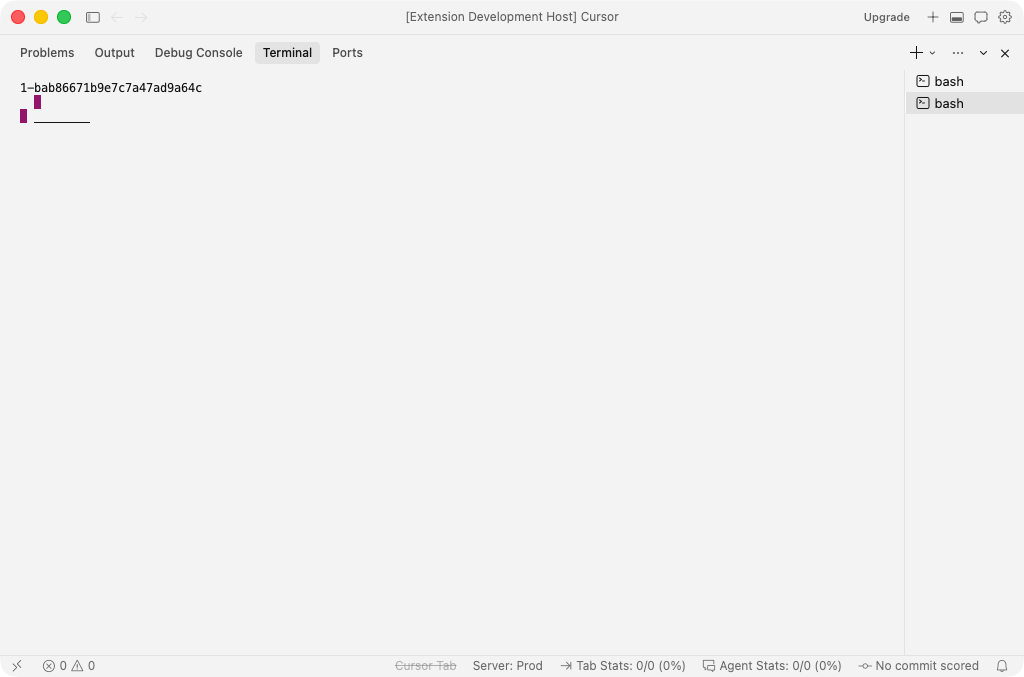 [Extension Development Host] Cursor
Upgrade
Problems Output Debug Console Terminal Ports
1-bab86671b9e7c7a47ad9a64c
bash
bash
0 0 Cursor Tab Server: Prod Tab Stats: 0/0 (0%) Agent Stats: 0/0 (0%) No commit scored